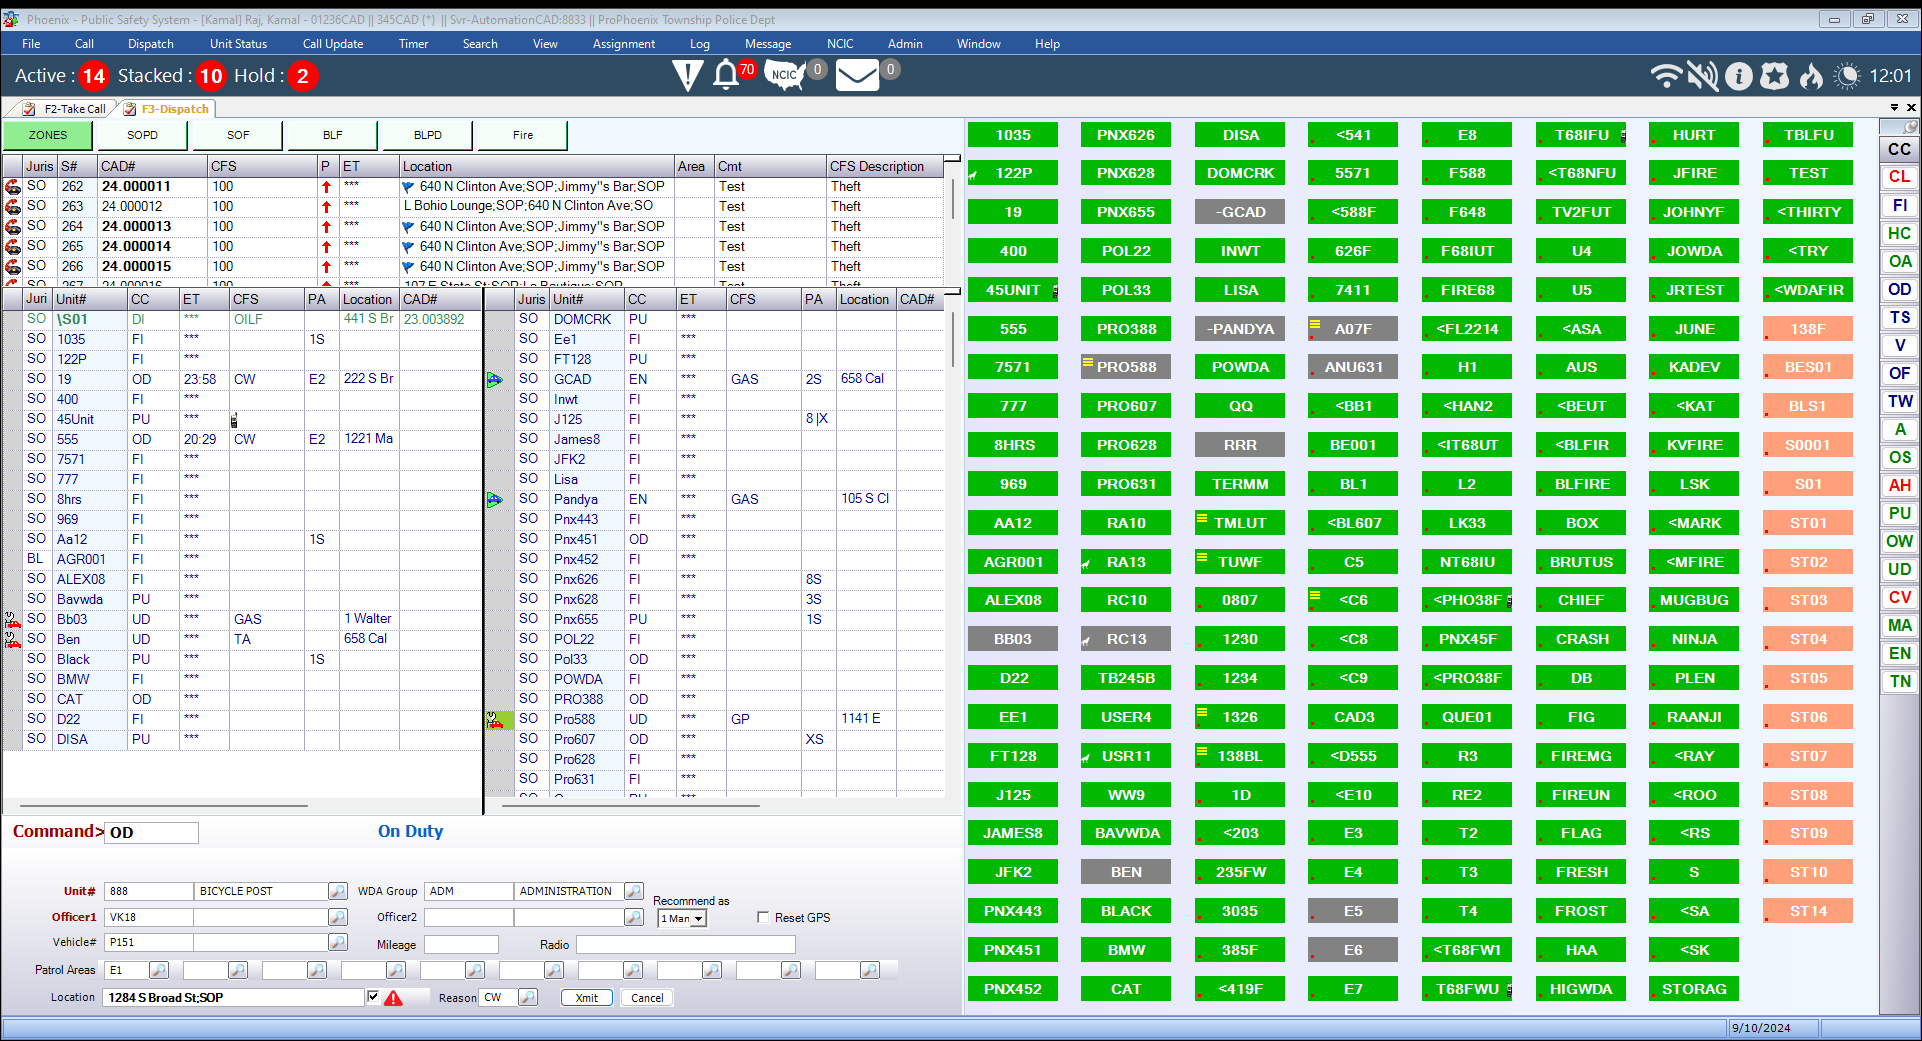 Phoenix - Public Safety System - [Kamal] Raj, Kamal - 01236CAD || 345CAD {*} || Svr-AutomationCAD:8833 || ProPhoenix Township Police Dept
File Call Dispatch Unit Status Call Update Timer Search View Assignment Log Message NCIC Admin Window Help
Active : 14 Stacked : 10 Hold : 2 70 NCIC 0 0 12:01
F2-Take Call F3-Dispatch
ZONES SOPD SOF BLF BLPD Fire
Juris S# CAD# CFS P ET Location Area Cmt CFS Description
SO 262 24.000011 100 *** 640 N Clinton Ave;SOP;Jimmy"s Bar;SOP Test Theft
SO 263 24.000012 100 *** L Bohio Lounge;SOP;640 N Clinton Ave;SO Test Theft
SO 264 24.000013 100 *** 640 N Clinton Ave;SOP;Jimmy"s Bar;SOP Test Theft
SO 265 24.000014 100 *** 640 N Clinton Ave;SOP;Jimmy"s Bar;SOP Test Theft
SO 266 24.000015 100 *** 640 N Clinton Ave;SOP;Jimmy"s Bar;SOP Test Theft
Juri Unit# CC ET CFS PA Location CAD#
SO \S01 DI *** OILF 441 S Br 23.003892
SO 1035 FI *** 1S
SO 122P FI ***
SO 19 OD 23:58 CW E2 222 S Br
SO 400 FI ***
SO 45Unit PU ***
SO 555 OD 20:29 CW E2 1221 Ma
SO 7571 FI ***
SO 777 FI ***
SO 8hrs FI ***
SO 969 FI ***
SO Aa12 FI *** 1S
BL AGR001 FI ***
SO ALEX08 FI ***
SO Bavwda PU ***
SO Bb03 UD *** GAS 1 Walter
SO Ben UD *** TA 658 Cal
SO Black PU *** 1S
SO BMW FI ***
SO CAT OD ***
SO D22 FI ***
SO DISA PU ***
Juris Unit# CC ET CFS PA Location CAD#
SO DOMCRK PU ***
SO Ee1 FI ***
SO FT128 PU ***
SO GCAD EN *** GAS 2S 658 Cal
SO Inwt FI ***
SO J125 FI *** 8 |X
SO James8 FI ***
SO JFK2 FI ***
SO Lisa FI ***
SO Pandya EN *** GAS 105 S Cl
SO Pnx443 FI ***
SO Pnx451 OD ***
SO Pnx452 FI ***
SO Pnx626 FI *** 8S
SO Pnx628 FI *** 3S
SO Pnx655 PU *** 1S
SO POL22 FI ***
SO Pol33 OD ***
SO POWDA FI ***
SO PRO388 OD ***
SO Pro588 UD *** GP 1141 E
SO Pro607 OD *** XS
SO Pro628 FI ***
SO Pro631 FI ***
Command> OD On Duty
Unit# 888 BICYCLE POST WDA Group ADM ADMINISTRATION
Recommend as
Officer1 VK18 Officer2 1 Man Reset GPS
Vehicle# P151 Mileage Radio
Patrol Areas E1
Location 1284 S Broad St;SOP Reason CW Xmit Cancel
1035 PNX626 DISA <541 E8 T68IFU HURT TBLFU
122P PNX628 DOMCRK 5571 F588 <T68NFU JFIRE TEST
19 PNX655 -GCAD <588F F648 TV2FUT JOHNYF <THIRTY
400 POL22 INWT 626F F68IUT U4 JOWDA <TRY
45UNIT POL33 LISA 7411 FIRE68 U5 JRTEST <WDAFIR
555 PRO388 -PANDYA A07F <FL2214 <ASA JUNE 138F
7571 PRO588 POWDA ANU631 H1 AUS KADEV BES01
777 PRO607 QQ <BB1 <HAN2 <BEUT <KAT BLS1
8HRS PRO628 RRR BE001 <IT68UT <BLFIR KVFIRE S0001
969 PRO631 TERMM BL1 L2 BLFIRE LSK S01
AA12 RA10 TMLUT <BL607 LK33 BOX <MARK ST01
AGR001 RA13 TUWF C5 NT68IU BRUTUS <MFIRE ST02
ALEX08 RC10 0807 <C6 <PHO38F CHIEF MUGBUG ST03
BB03 RC13 1230 <C8 PNX45F CRASH NINJA ST04
D22 TB245B 1234 <C9 <PRO38F DB PLEN ST05
EE1 USER4 1326 CAD3 QUE01 FIG RAANJI ST06
FT128 USR11 138BL <D555 R3 FIREMG <RAY ST07
J125 WW9 1D <E10 RE2 FIREUN <ROO ST08
JAMES8 BAVWDA <203 E3 T2 FLAG <RS ST09
JFK2 BEN 235FW E4 T3 FRESH S ST10
PNX443 BLACK 3035 E5 T4 FROST <SA ST14
PNX451 BMW 385F E6 <T68FW1 HAA <SK
PNX452 CAT <419F E7 T68FWU HIGWDA STORAG
CC
CL
FI
HC
OA
OD
TS
V
OF
TW
A
OS
AH
PU
OW
UD
CV
MA
EN
TN
9/10/2024